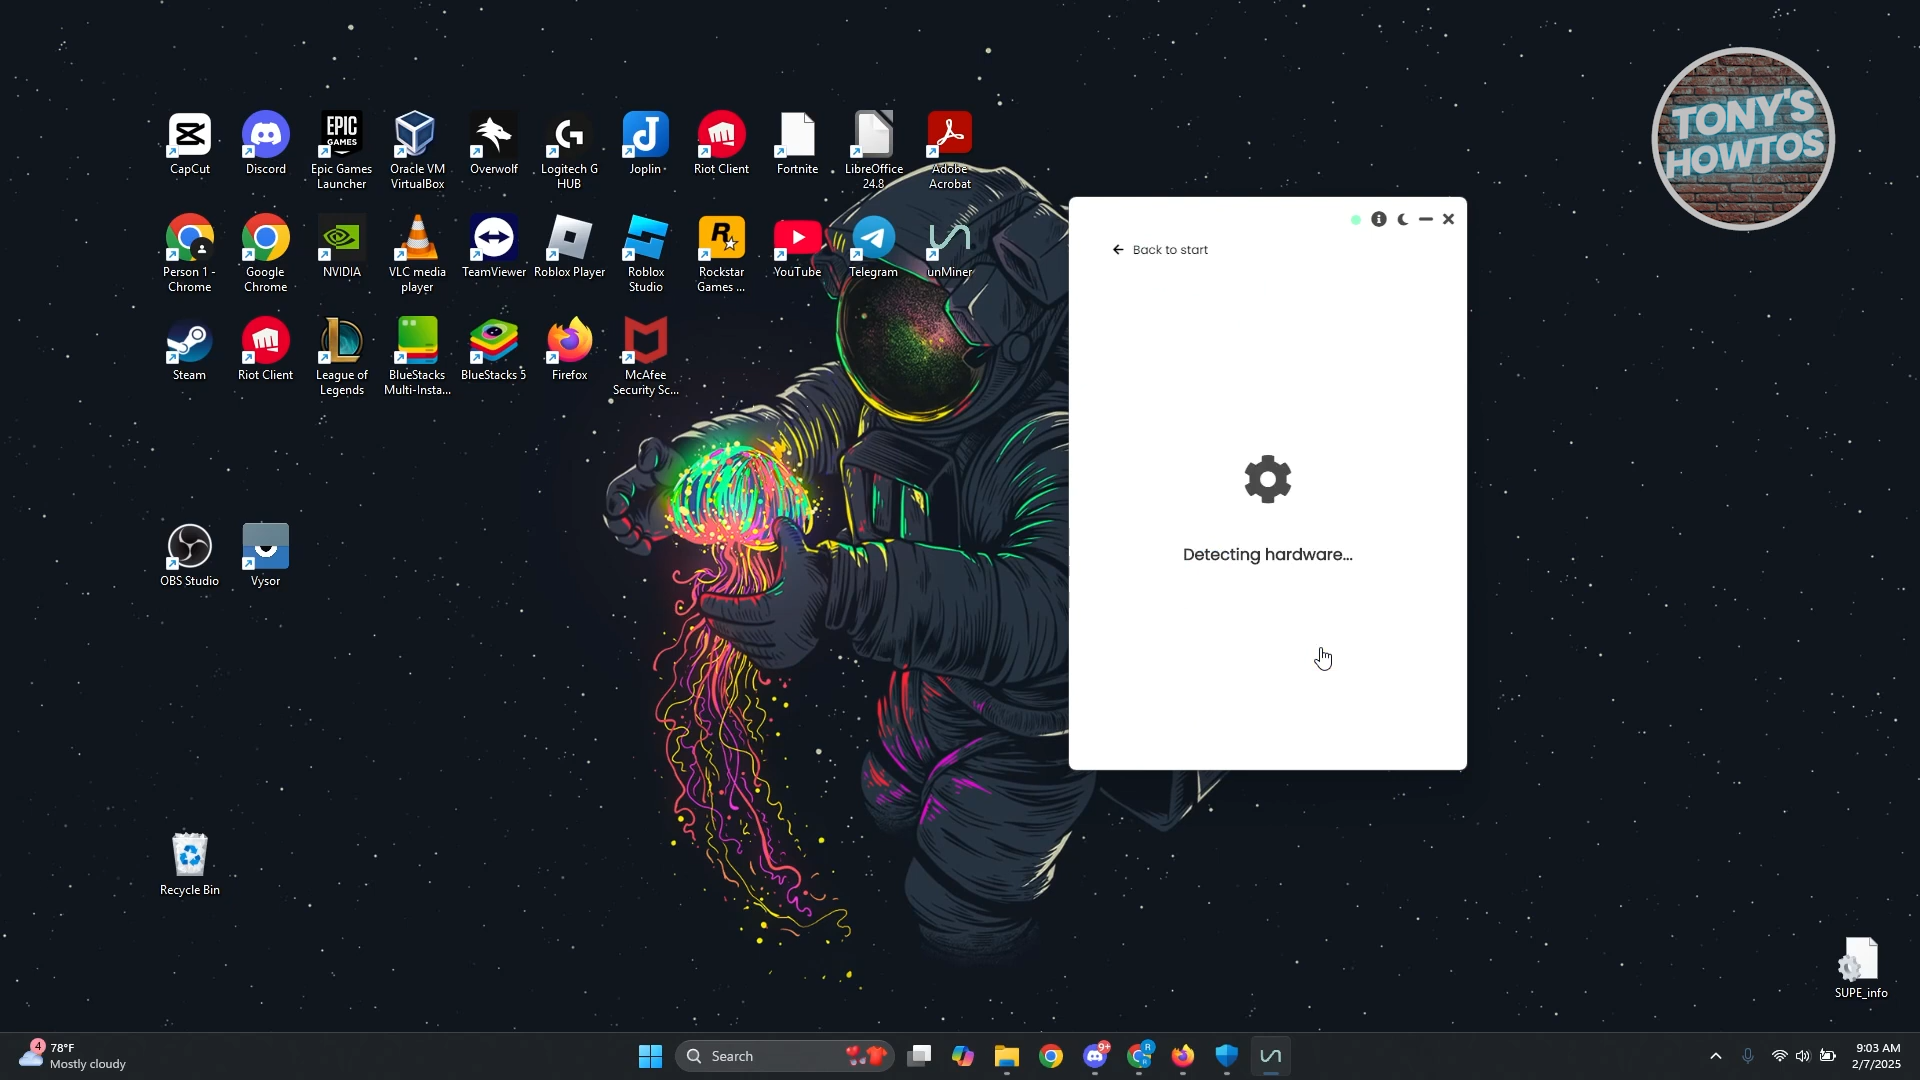 TONY'S
HOWTOS
CapCut
Discord
Epic Games
Launcher
Oracle VM
VirtualBox
Overwolf
Logitech G
HUB
Joplin
Riot Client
Fortnite
LibreOffice
24.8
Adobe
Acrobat
EPIC
GAMES
Person 1 -
Chrome
Google
Chrome
NVIDIA
VLC media
player
TeamViewer
Roblox Player
Roblox
Studio
Rockstar
Games ...
YouTube
Telegram
unMiner
Steam
Riot Client
League of
Legends
BlueStacks
Multi-Insta...
BlueStacks 5
Firefox
McAfee
Security Sc...
Back to start
Detecting hardware...
OBS Studio
Vysor
Recycle Bin
SUPE_info
4
78°F
Mostly cloudy
Search
9+
R
9:03 AM
2/7/2025